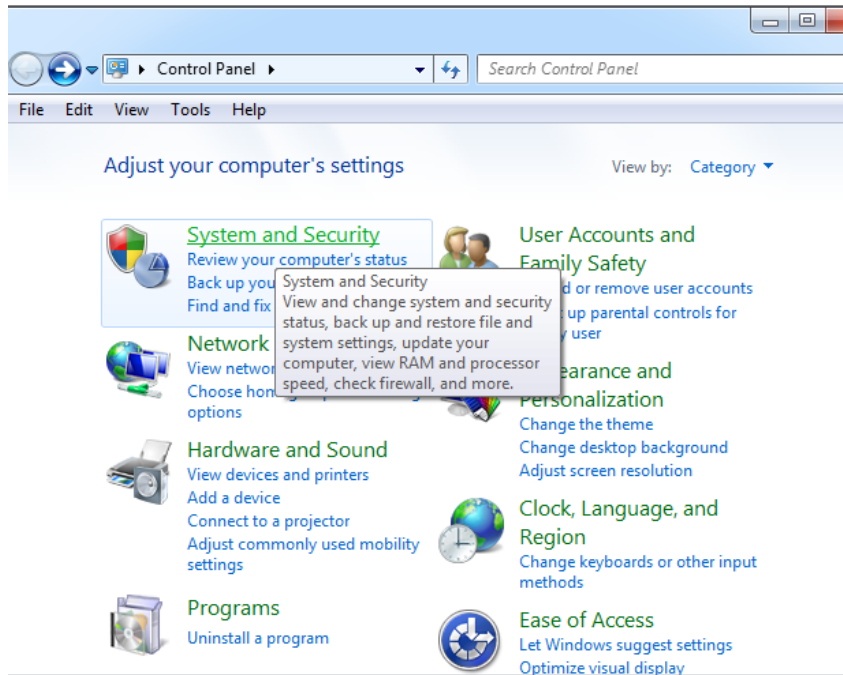 Control Panel
Search Control Panel
File Edit View Tools Help
Adjust your computer's settings
View by: Category
System and Security
Review your computer's status
Back up you
Find and fix
System and Security
View and change system and security
status, back up and restore file and
system settings, update your
computer, view RAM and processor
speed, check firewall, and more.
Network
View networ
Choose hom
options
Hardware and Sound
View devices and printers
Add a device
Connect to a projector
Adjust commonly used mobility
settings
Programs
Uninstall a program
User Accounts and
Family Safety
d or remove user accounts
up parental controls for
y user
earance and
Personalization
Change the theme
Change desktop background
Adjust screen resolution
Clock, Language, and
Region
Change keyboards or other input
methods
Ease of Access
Let Windows suggest settings
Optimize visual display